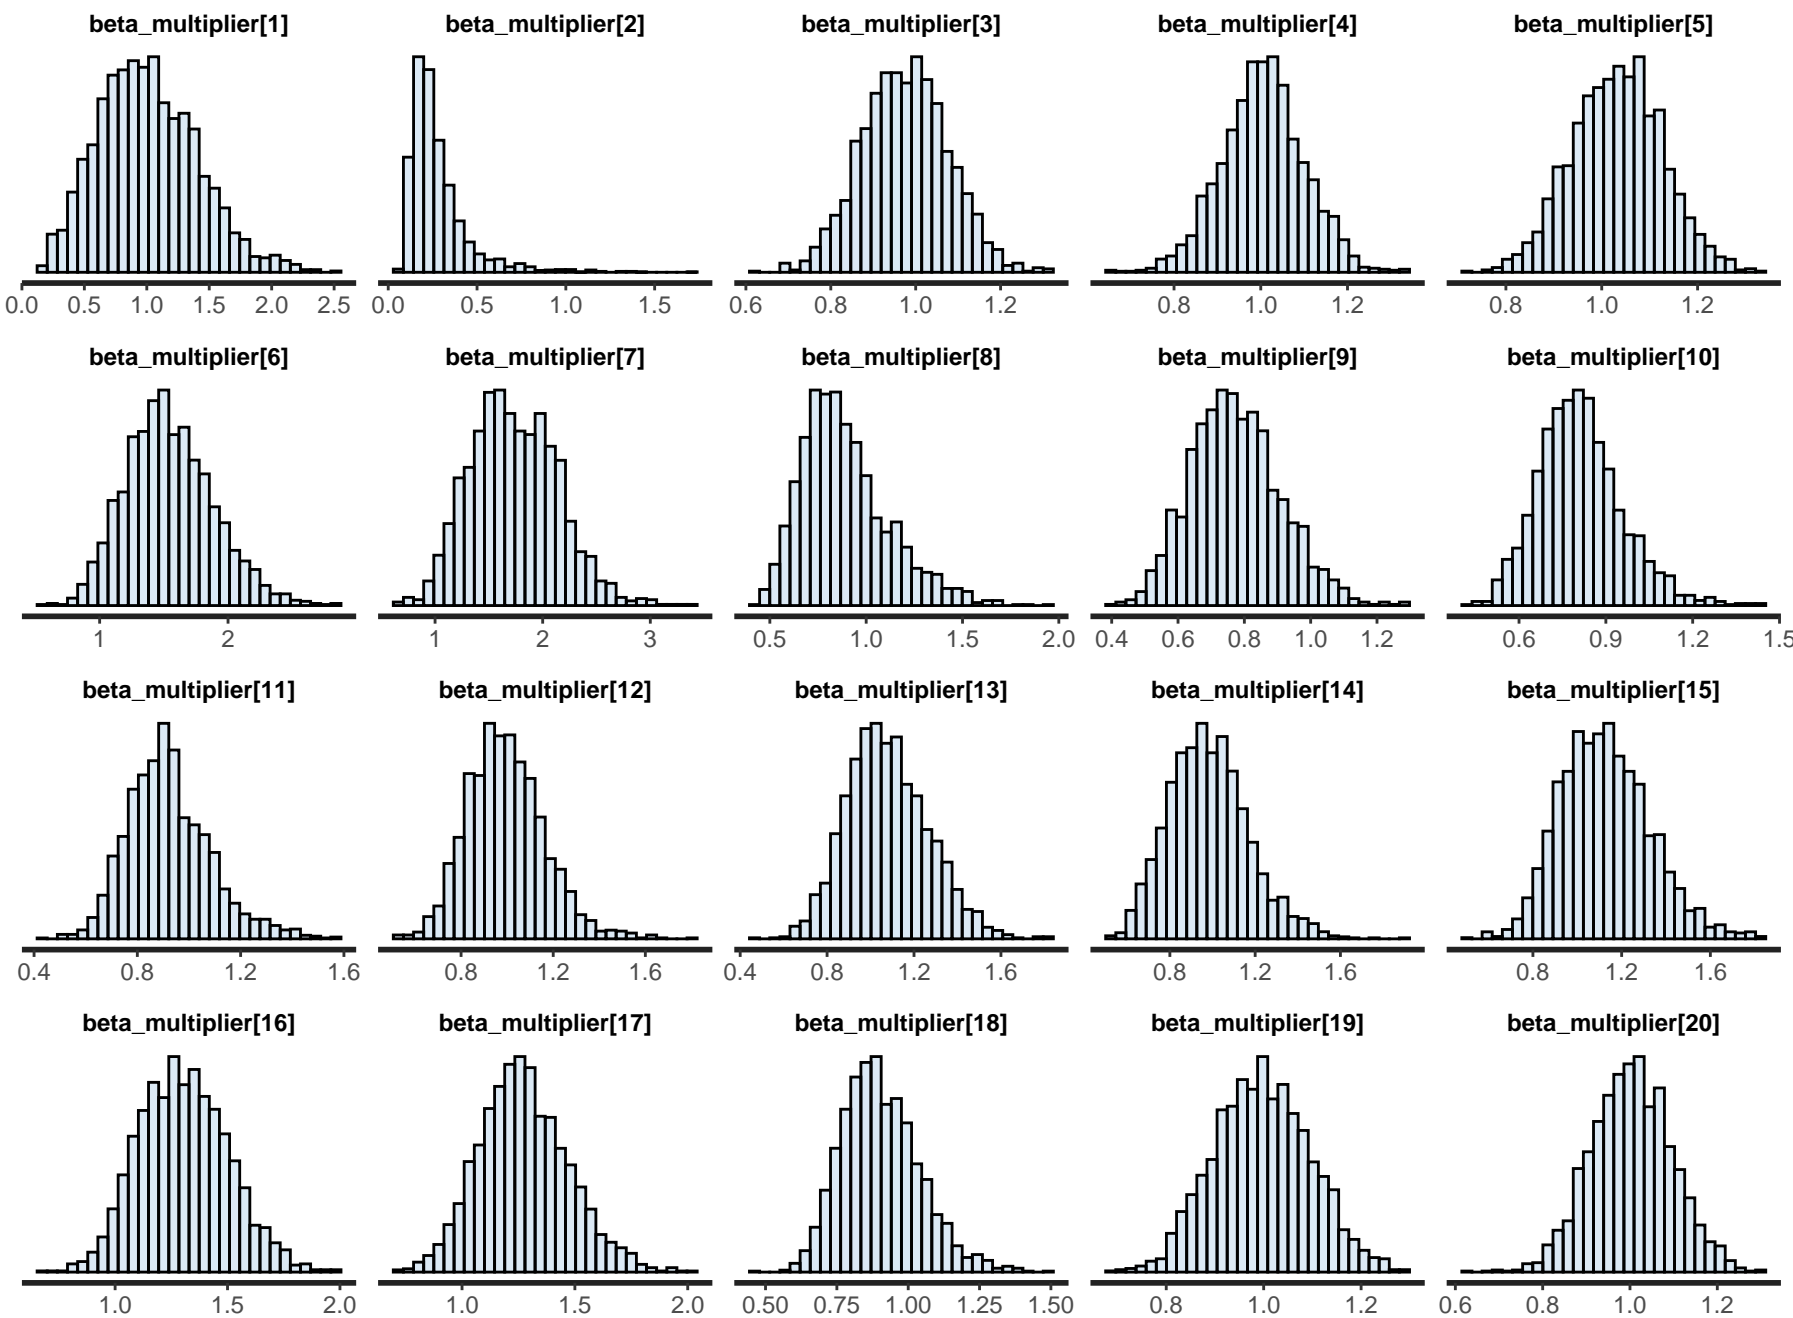 beta_multiplier[1] beta_multiplier[2] beta_multiplier[3] beta_multiplier[4] beta_multiplier[5]
0.0 0.5 1.0 1.5 2.0 2.5 0.0 0.5 1.0 1.5 0.6 0.8 1.0 1.2 0.8 1.0 1.2 0.8 1.0 1.2
beta_multiplier[6] beta_multiplier[7] beta_multiplier[8] beta_multiplier[9] beta_multiplier[10]
1 2 1 2 3 0.5 1.0 1.5 2.0 0.4 0.6 0.8 1.0 1.2 0.6 0.9 1.2 1.5
beta_multiplier[11] beta_multiplier[12] beta_multiplier[13] beta_multiplier[14] beta_multiplier[15]
0.4 0.8 1.2 1.6 0.8 1.2 1.6 0.4 0.8 1.2 1.6 0.8 1.2 1.6 0.8 1.2 1.6
beta_multiplier[16] beta_multiplier[17] beta_multiplier[18] beta_multiplier[19] beta_multiplier[20]
1.0 1.5 2.0 1.0 1.5 2.0 0.50 0.75 1.00 1.25 1.50 0.8 1.0 1.2 0.6 0.8 1.0 1.2